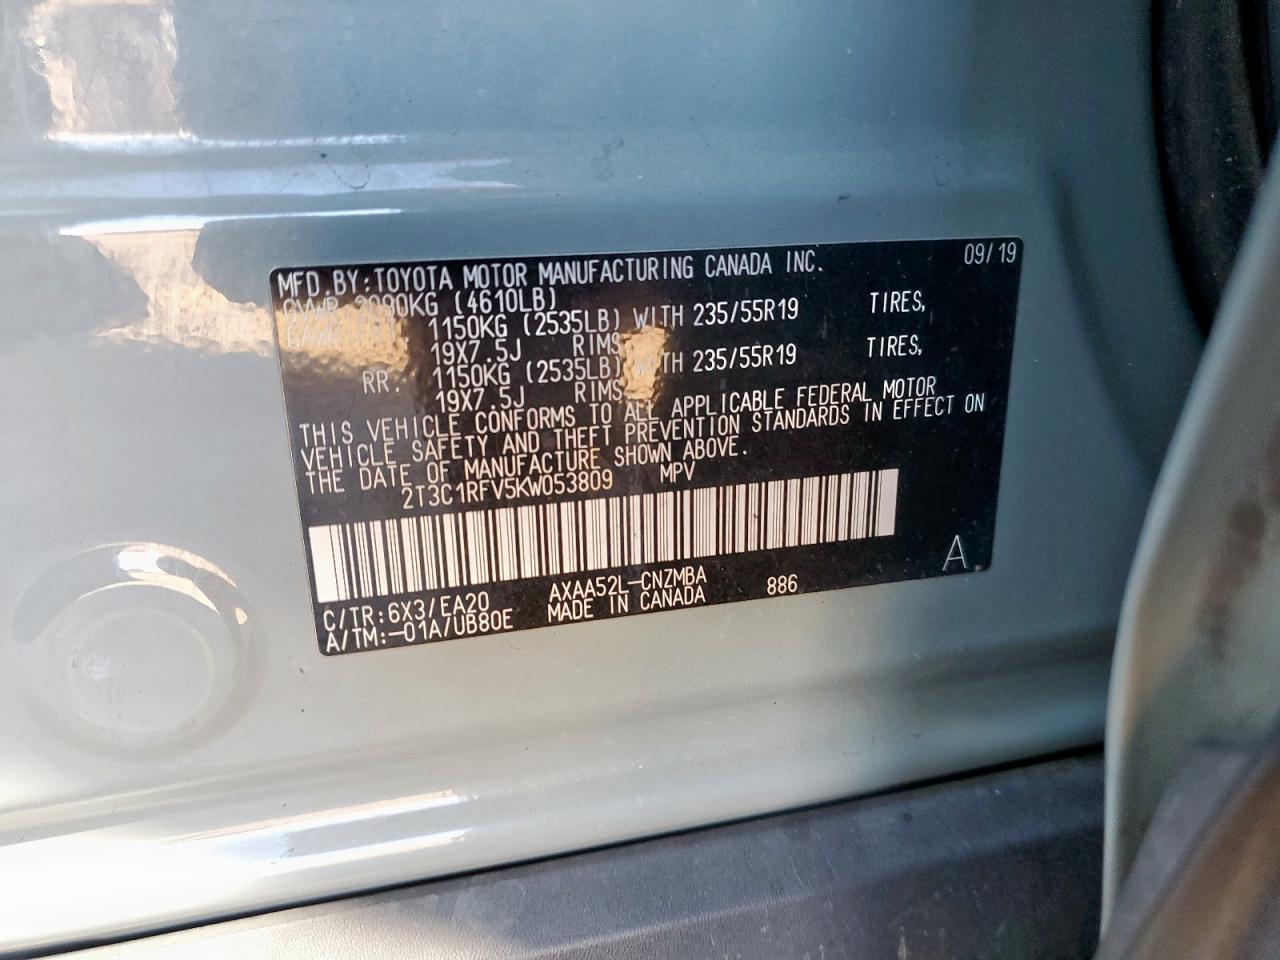 MFD.BY:TOYOTA MOTOR MANUFACTURING CANADA INC. 09/19
GVWR 2090KG (4610LB)
1150KG (2535LB) WITH 235/55R19 TIRES,
19X7.5J RIMS
RR. 1150KG (2535LB) WITH 235/55R19 TIRES,
19X7.5J RIMS
THIS VEHICLE CONFORMS TO ALL APPLICABLE FEDERAL MOTOR
VEHICLE SAFETY AND THEFT PREVENTION STANDARDS IN EFFECT ON
THE DATE OF MANUFACTURE SHOWN ABOVE.
2T3C1RFV5KW053809 MPV
C/TR:6X3/EA20 AXAA52L-CNZMBA 886 A
A/TM:-01A/UB80E MADE IN CANADA